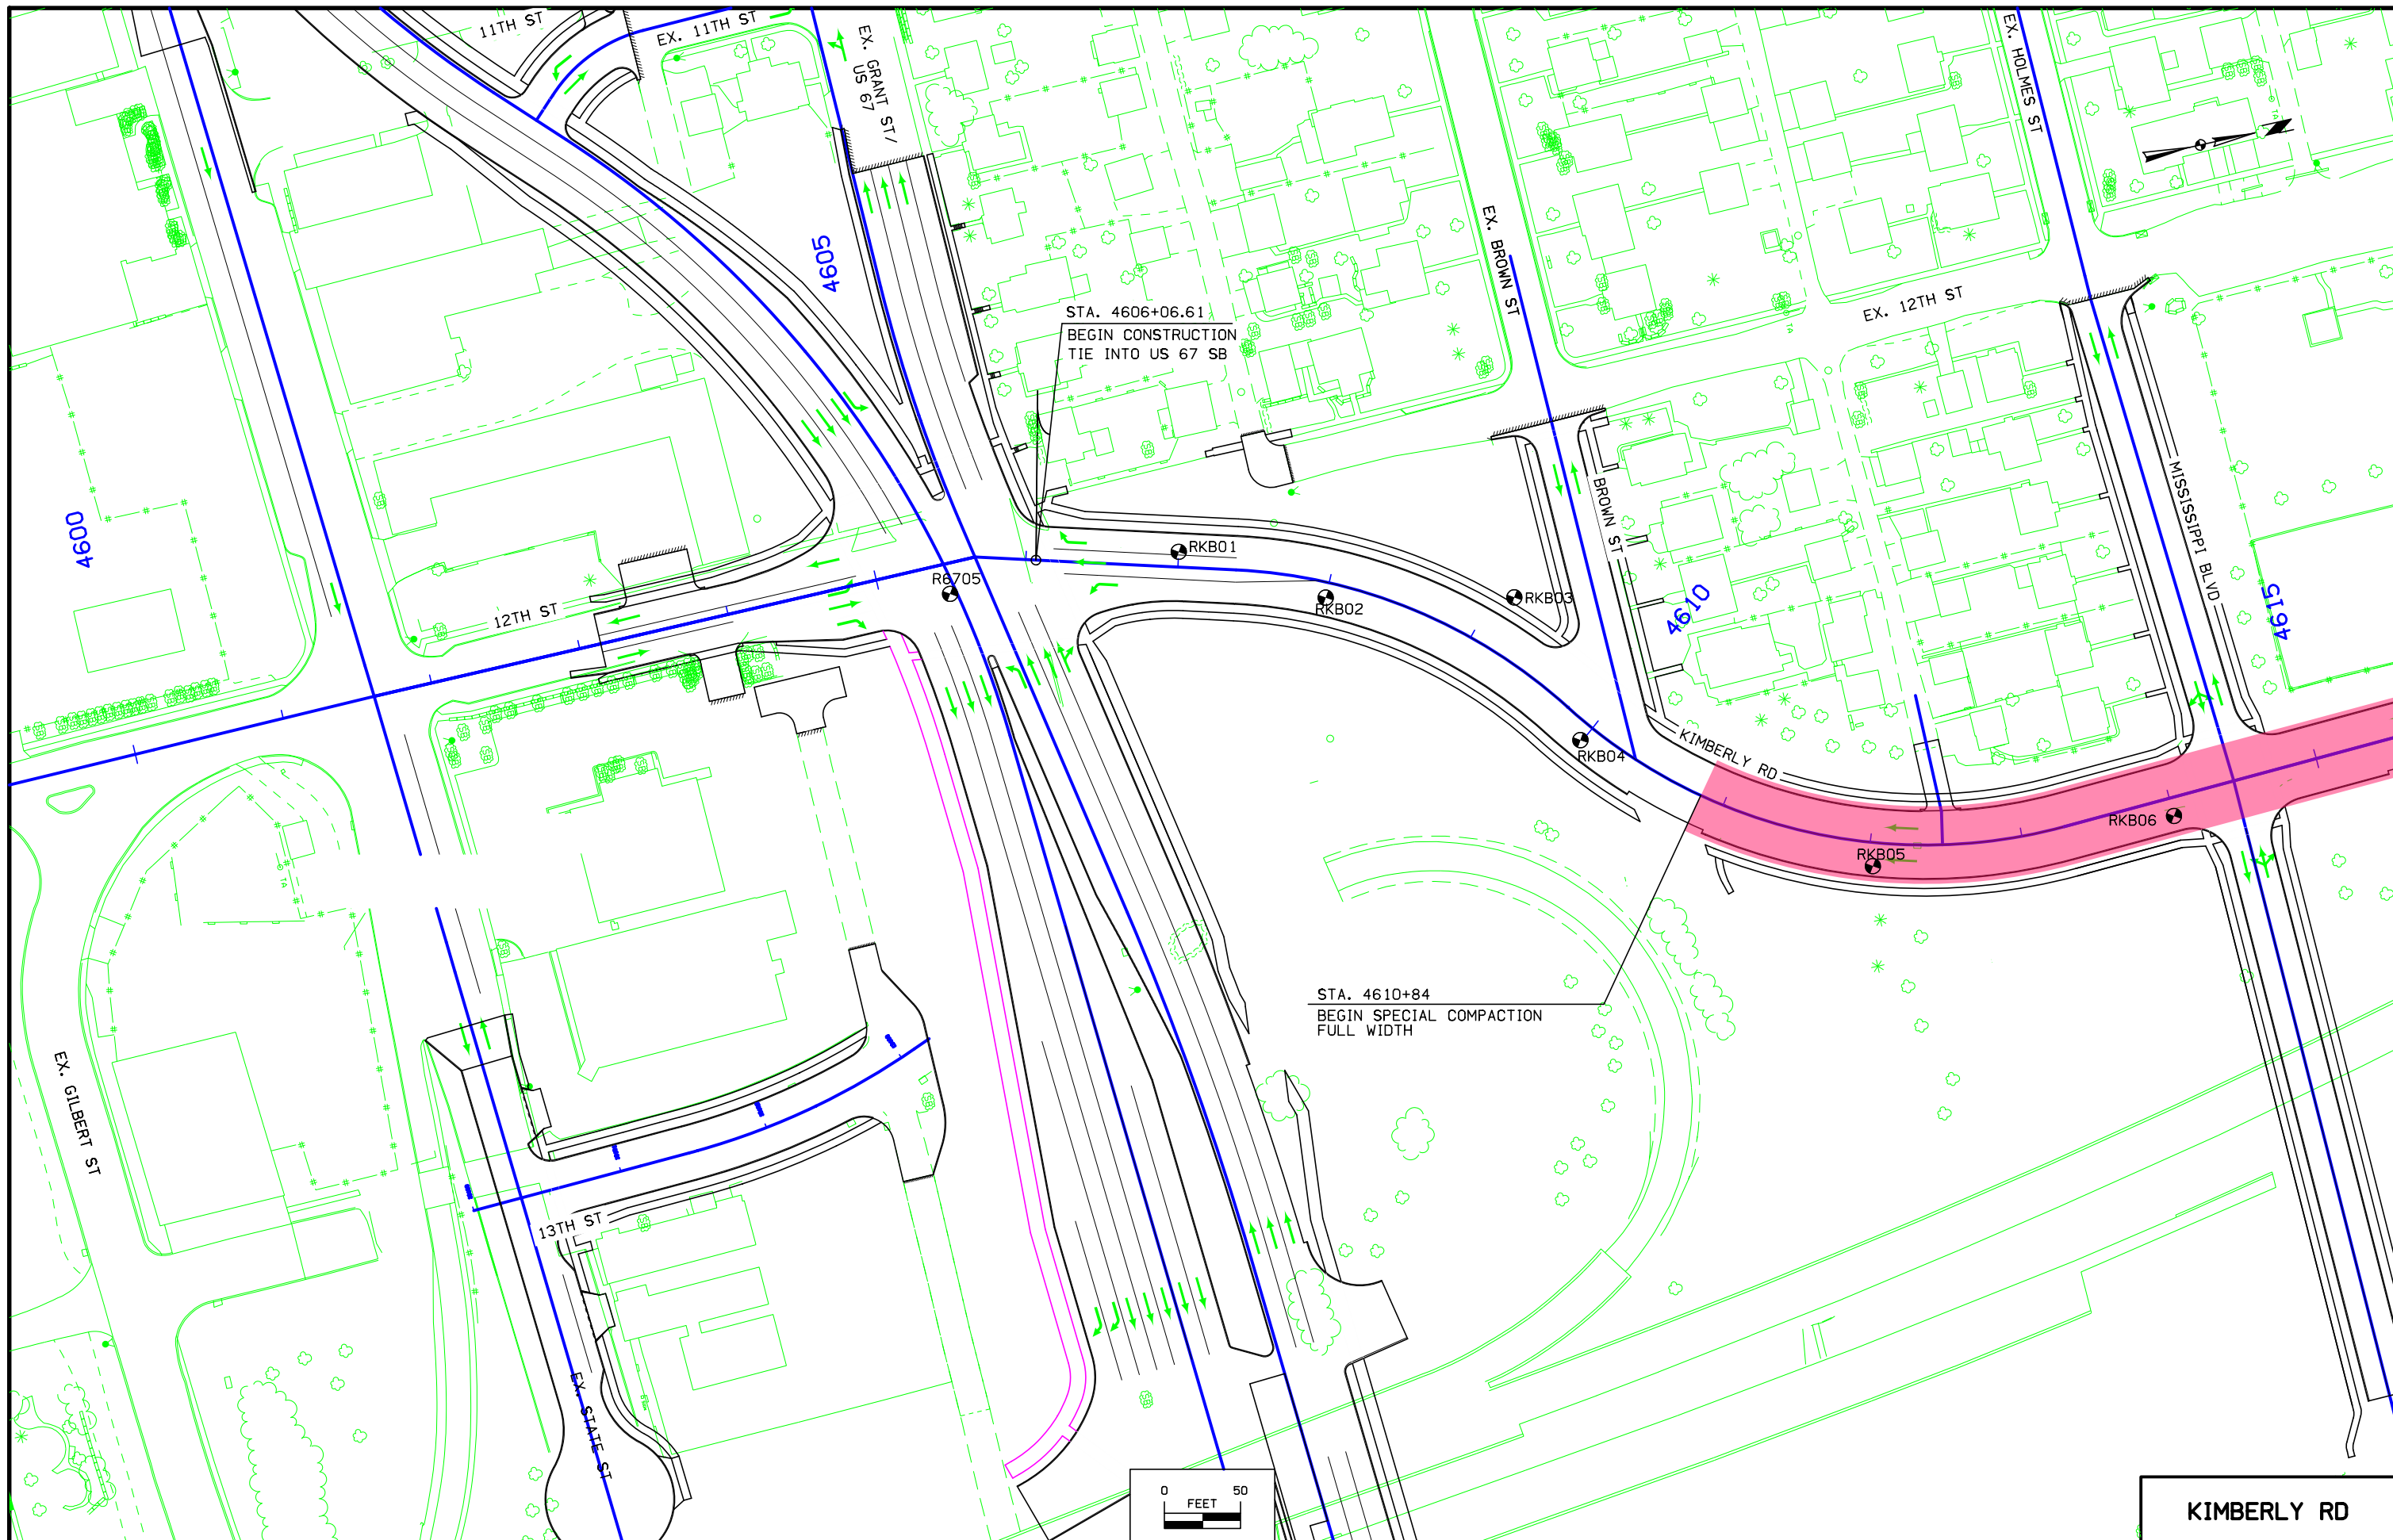 11TH ST
EX. 11TH ST
EX. GRANT ST/
US 67
EX. HOLMES ST
4605
EX. BROWN ST
STA. 4606+06.61
BEGIN CONSTRUCTION
TIE INTO US 67 SB
EX. 12TH ST
4600
BROWN ST
MISSISSIPPI BLVD
RKB01
R6705
RKB02
RKB03
4610
4615
12TH ST
KIMBERLY RD
RKB04
RKB05
RKB06
STA. 4610+84
BEGIN SPECIAL COMPACTION
FULL WIDTH
EX. GILBERT ST
13TH ST
EX. STATE ST
0 50
FEET
KIMBERLY RD